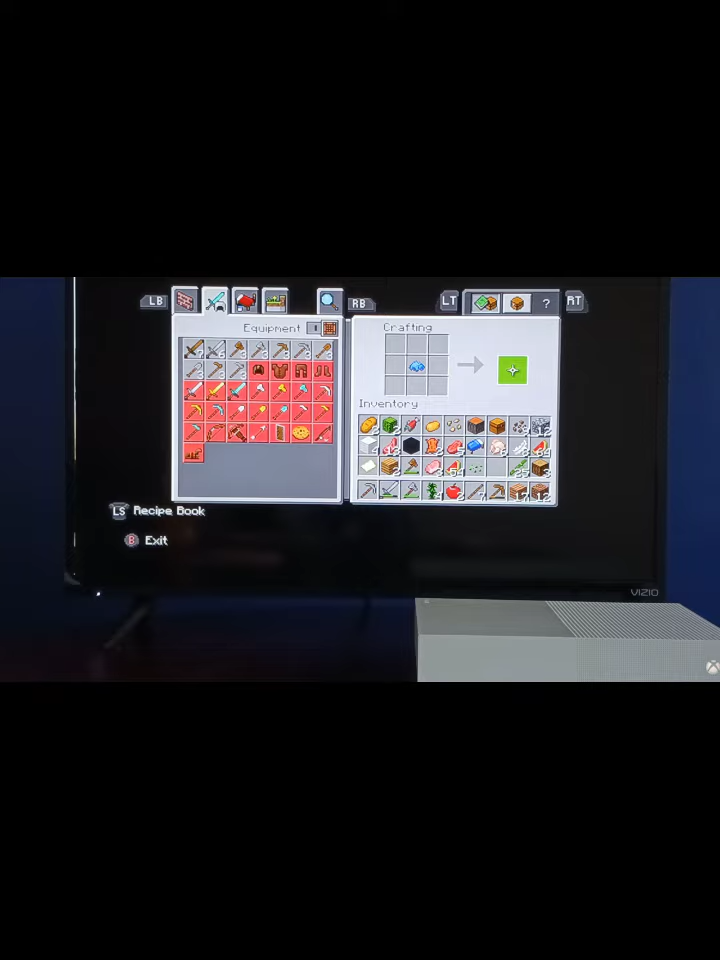 LB
RB
LT
?
RT
Equipment
Crafting
Inventory
LS Recipe Book
B Exit
VIZIO